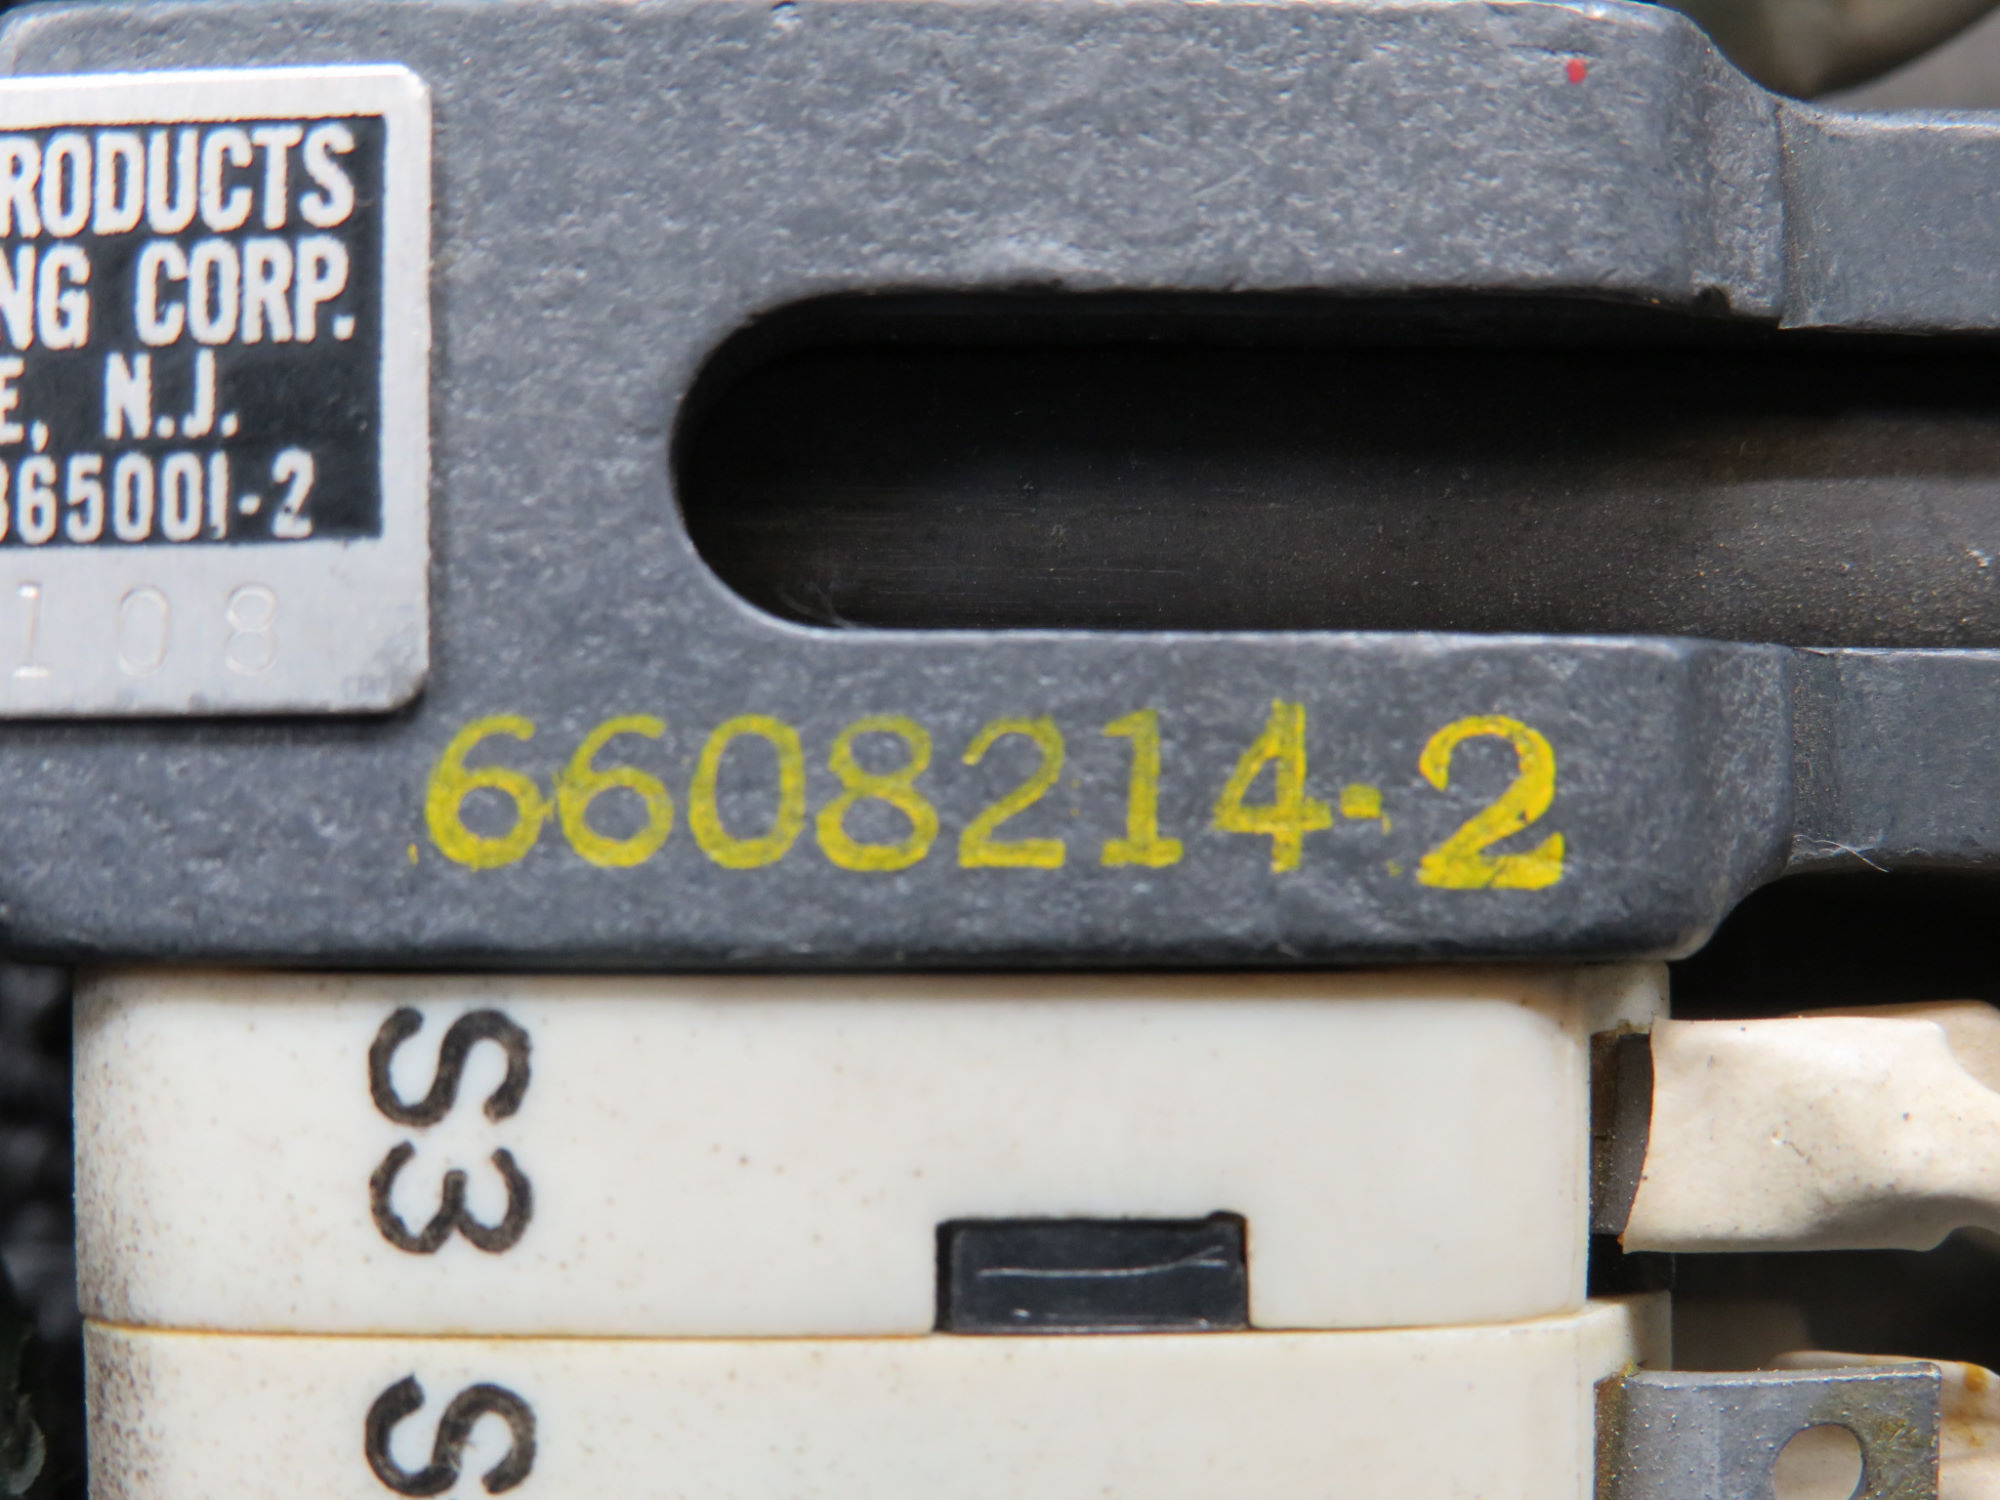 RODUCTS
NG CORP.
E, N.J.
365001-2
108
6608214-2
S3
S